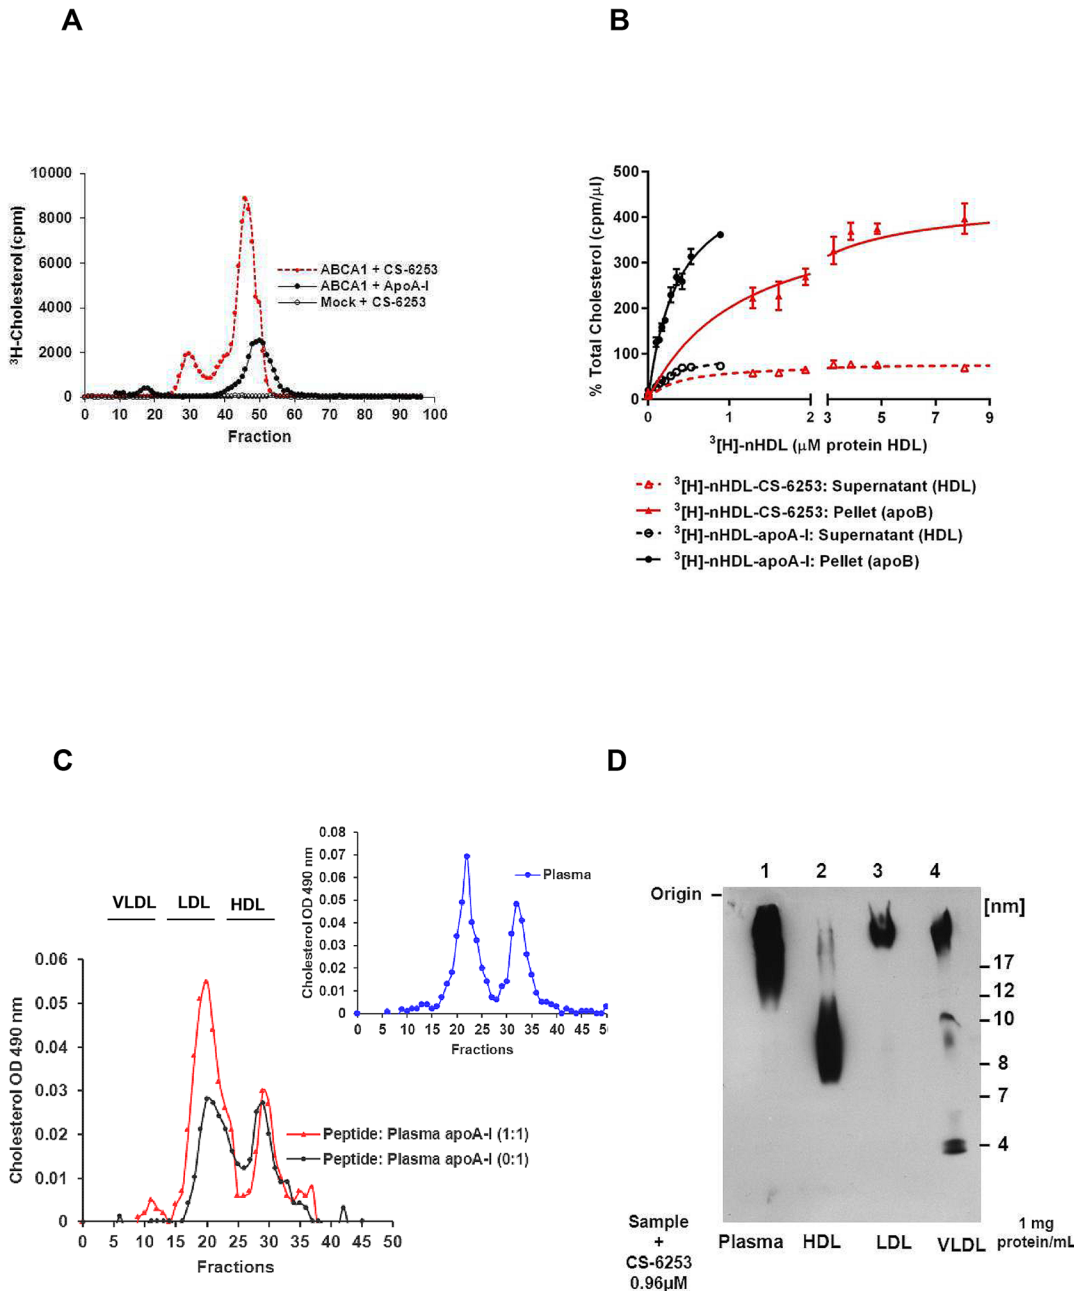 A
B
10000
8000
6000
4000
2000
0
³H-Cholesterol (cpm)
ABCA1 + CS-6253
ABCA1 + ApoA-I
Mock + CS-6253
0 10 20 30 40 50 60 70 80 90 100
Fraction
500
400
300
200
100
0
% Total Cholesterol (cpm/µl)
0 1 2 3 5 7 9
³[H]-nHDL (µM protein HDL)
³[H]-nHDL-CS-6253: Supernatant (HDL)
³[H]-nHDL-CS-6253: Pellet (apoB)
³[H]-nHDL-apoA-I: Supernatant (HDL)
³[H]-nHDL-apoA-I: Pellet (apoB)
C
D
VLDL LDL HDL
0.06
0.05
0.04
0.03
0.02
0.01
0
Cholesterol OD 490 nm
Peptide: Plasma apoA-I (1:1)
Peptide: Plasma apoA-I (0:1)
0 5 10 15 20 25 30 35 40 45 50
Fractions
0.08
0.07
0.06
0.05
0.04
0.03
0.02
0.01
0
Cholesterol OD 490 nm
Plasma
0 10 20 30 40
Fractions
1 2 3 4
Origin
[nm]
17
12
10
8
7
4
Sample
+
CS-6253
0.96µM
Plasma HDL LDL VLDL
1 mg
protein/mL